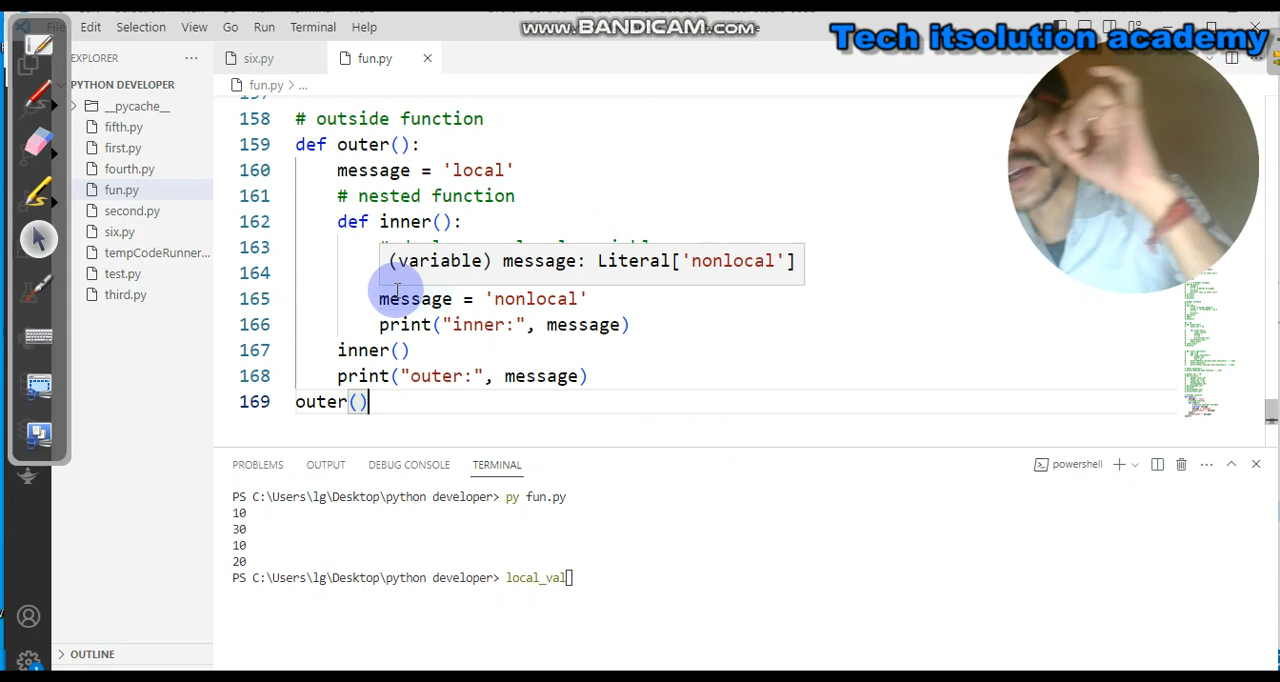 File Edit Selection View Go Run Terminal Help
www.BANDICAM.com
Tech itsolution academy
EXPLORER
six.py
fun.py
PYTHON DEVELOPER
fun.py > ...
__pycache__
fifth.py
first.py
fourth.py
fun.py
second.py
six.py
tempCodeRunner...
test.py
third.py
OUTLINE
158 # outside function
159 def outer():
160 message = 'local'
161 # nested function
162 def inner():
163
(variable) message: Literal['nonlocal']
164
165 message = 'nonlocal'
166 print("inner:", message)
167 inner()
168 print("outer:", message)
169 outer()
PROBLEMS OUTPUT DEBUG CONSOLE TERMINAL
powershell
PS C:\Users\lg\Desktop\python developer> py fun.py
10
30
10
20
PS C:\Users\lg\Desktop\python developer> local_val